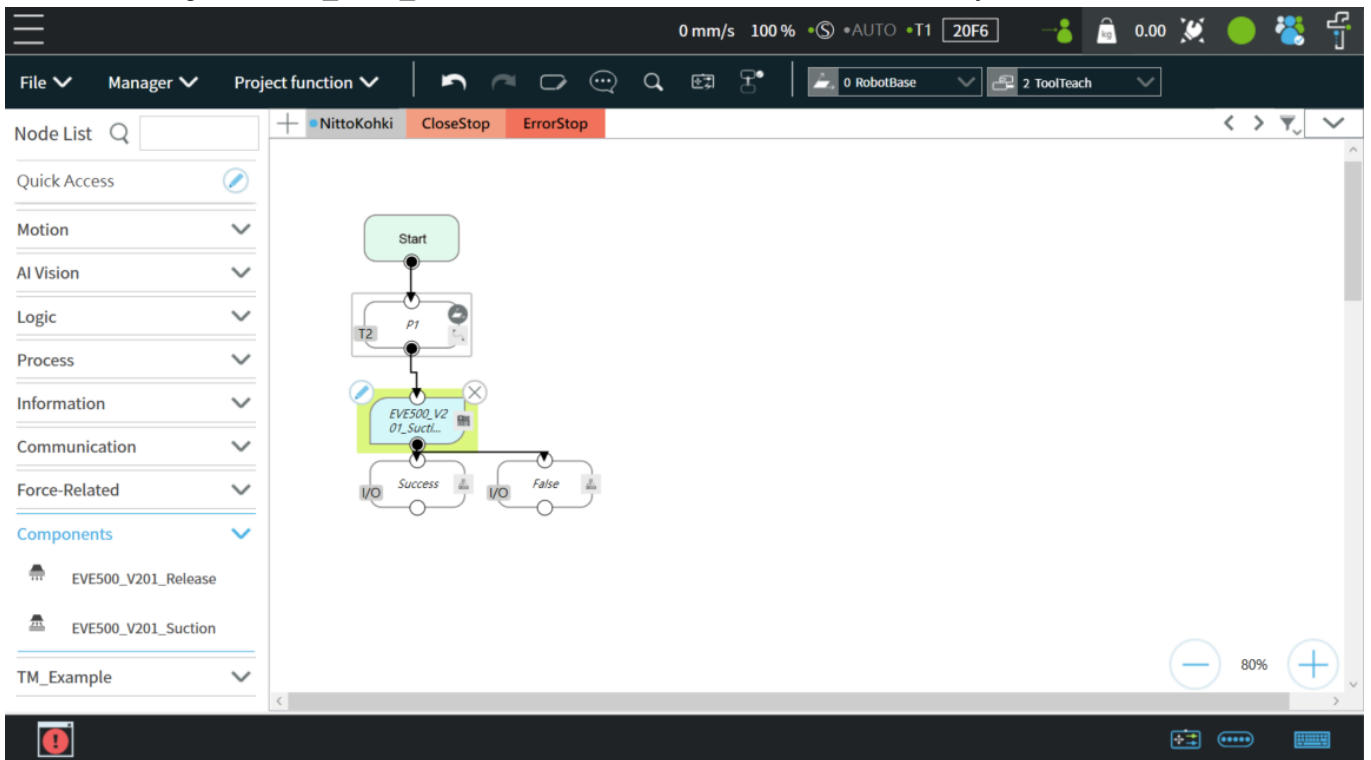 0 mm/s 100 % Ⓢ AUTO T1 20F6 kg 0.00
File Manager Project function 0 RobotBase 2 ToolTeach
Node List
NittoKohki CloseStop ErrorStop
Quick Access
Motion
AI Vision
Logic
Process
Information
Communication
Force-Related
Components
EVE500_V201_Release
EVE500_V201_Suction
TM_Example
Start
T2 P1
EVE500_V2
01_Sucti...
I/O Success
I/O False
80%